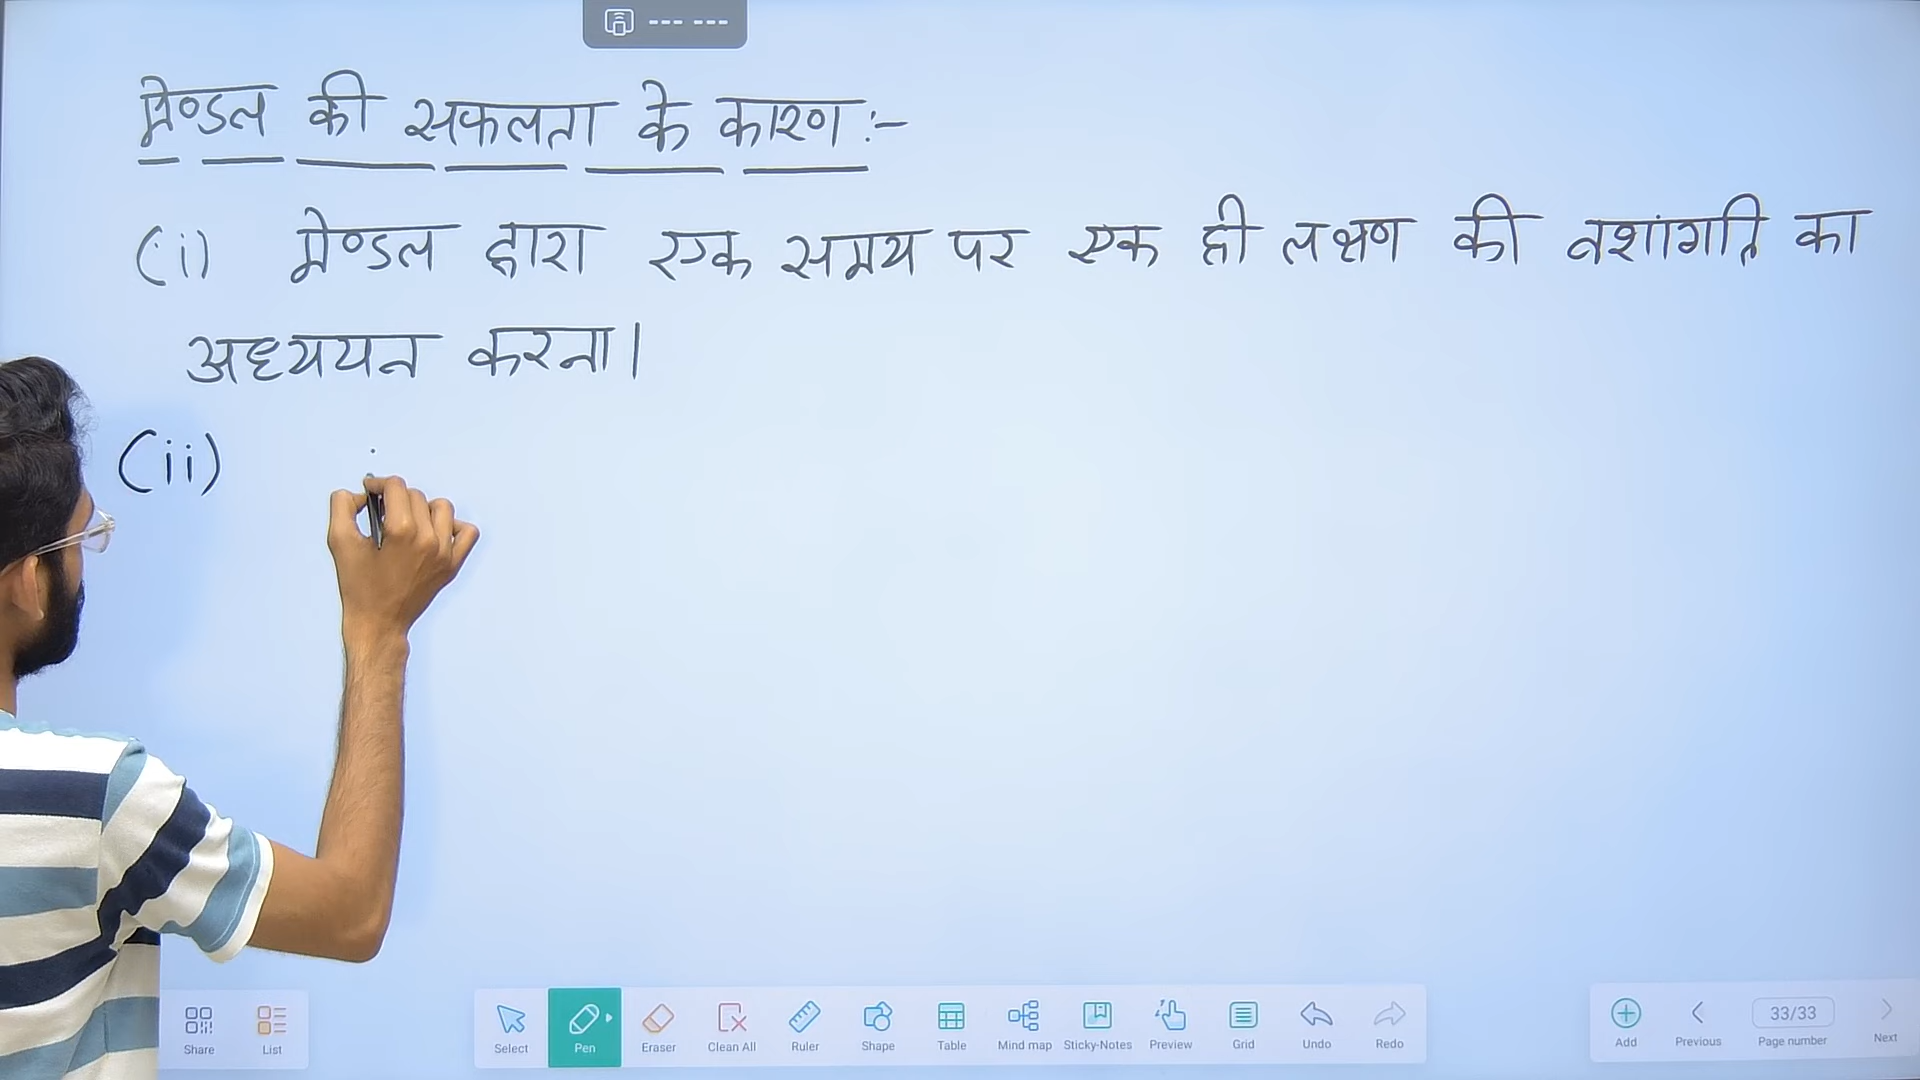 मेण्डल की सफलता के कारण :-
(i) मेण्डल द्वारा एक समय पर एक ही लक्षण की वशांगति का
अध्ययन करना।
(ii)
Share
List
Select
Pen
Eraser
Clean All
Ruler
Shape
Table
Mind map
Sticky-Notes
Preview
Grid
Undo
Redo
Add
Previous
33/33
Page number
Next